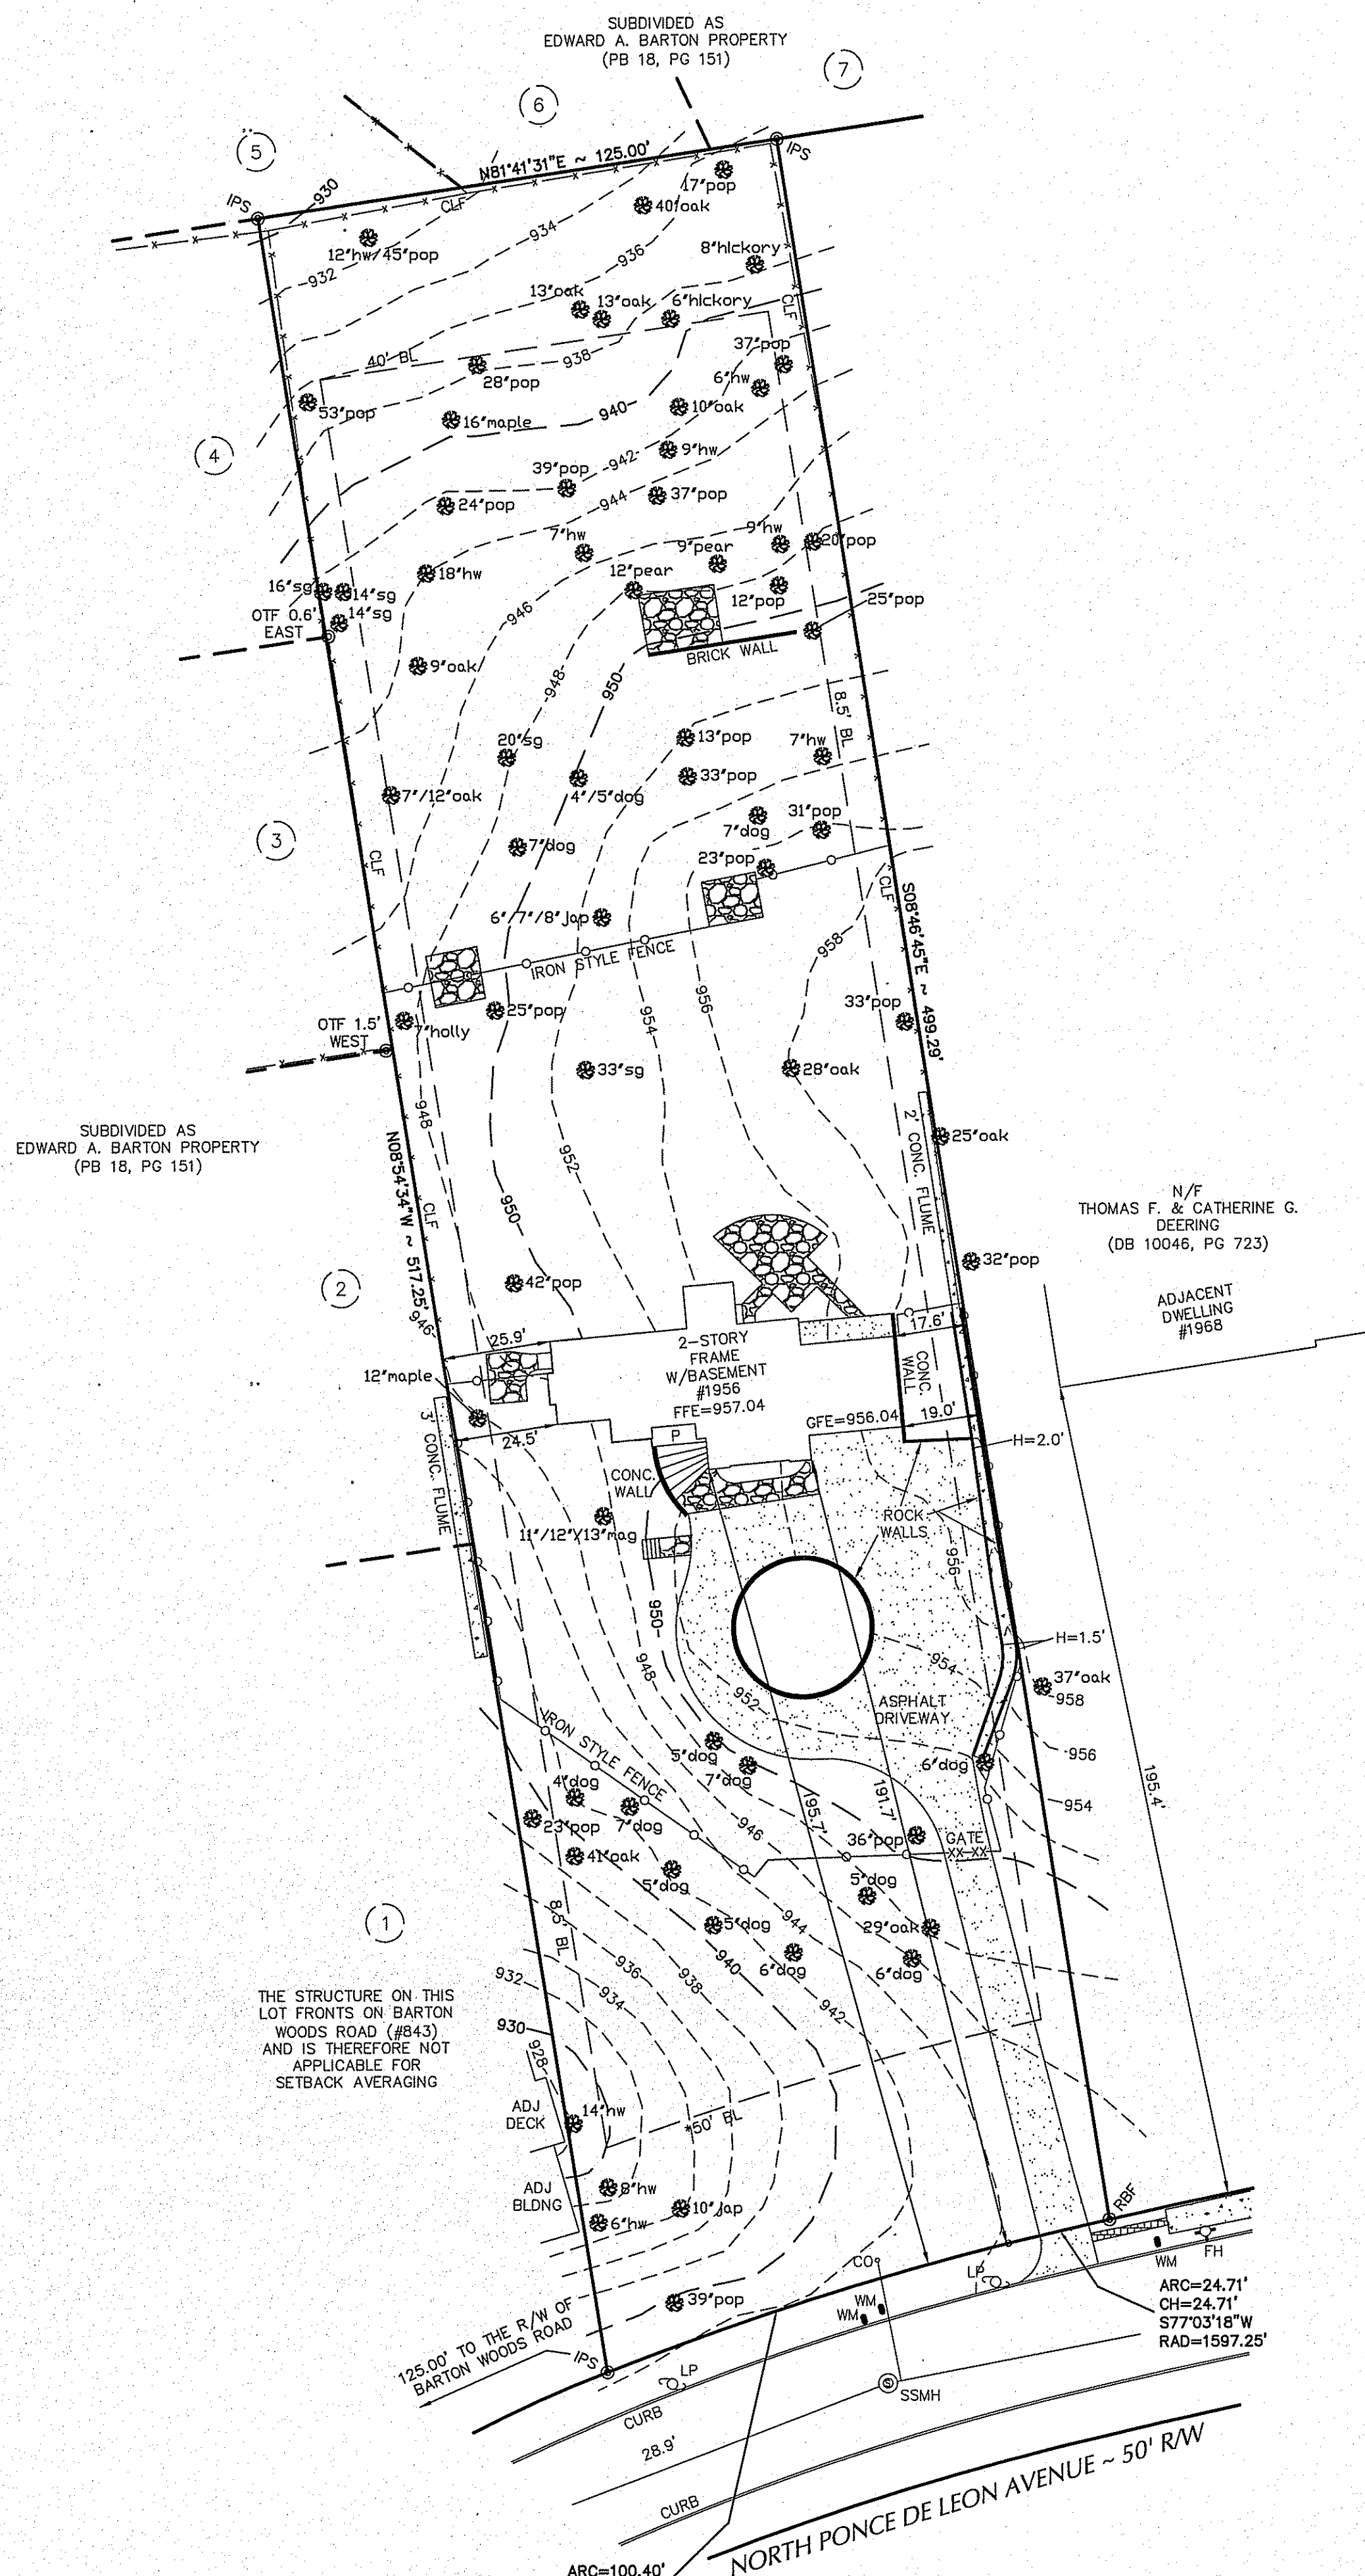 SUBDIVIDED AS
EDWARD A. BARTON PROPERTY
(PB 18, PG 151)
7
6
5
N81°41'31"E ~ 125.00'
IPS
IPS
930
CLF
17"pop
40"oak
12"hw/45"pop
934
936
8"hickory
932
13"oak
13"oak
6"hickory
CLF
40' BL
938
37"pop
28"pop
6"hw
53"pop
940
10"oak
16"maple
4
9"hw
942
39"pop
944
37"pop
24"pop
7"hw
9"hw
20"pop
9"pear
18"hw
12"pear
16"sg
14"sg
12"pop
25"pop
OTF 0.6'
EAST
14"sg
946
BRICK WALL
9"oak
948
950
8.5' BL
20"sg
13"pop
7"hw
7"/12"oak
4"/5"dog
33"pop
31"pop
7"dog
3
7"dog
CLF
23"pop
CLF
S08°46'45"E ~ 499.29'
6"/7"/8"jap
IRON STYLE FENCE
958
956
954
33"pop
25"pop
OTF 1.5'
WEST
7"holly
33"sg
28"oak
948
2' CONC. FLUME
25"oak
SUBDIVIDED AS
EDWARD A. BARTON PROPERTY
(PB 18, PG 151)
952
N08°54'34"W ~ 517.25'
CLF
950
N/F
THOMAS F. & CATHERINE G.
DEERING
(DB 10046, PG 723)
32"pop
2
42"pop
946
ADJACENT
DWELLING
#1968
25.9'
17.6'
2-STORY
FRAME
W/BASEMENT
#1956
FFE=957.04
CONC.
WALL
12"maple
GFE=956.04
19.0'
3' CONC. FLUME
24.5'
P
H=2.0'
CONC.
WALL
11"/12"/13"mag
ROCK
WALLS
956
950
H=1.5'
948
954
37"oak
952
958
ASPHALT
DRIVEWAY
IRON STYLE FENCE
5"dog
956
6"dog
7"dog
4"dog
195.4'
23"pop
7"dog
946
195.7'
191.7'
954
36"pop
GATE
XX XX
41"oak
5"dog
5"dog
8.5' BL
1
5"dog
944
29"oak
6"dog
6"dog
932
936
938
940
934
942
THE STRUCTURE ON THIS
LOT FRONTS ON BARTON
WOODS ROAD (#843)
AND IS THEREFORE NOT
APPLICABLE FOR
SETBACK AVERAGING
930
928
ADJ
DECK
14"hw
*50' BL
ADJ
BLDNG
8"hw
10"jap
6"hw
RBF
39"pop
CO
LP
WM
FH
WM
WM
ARC=24.71'
CH=24.71'
S77°03'18"W
RAD=1597.25'
125.00' TO THE R/W OF
BARTON WOODS ROAD
IPS
LP
SSMH
CURB
28.9'
CURB
NORTH PONCE DE LEON AVENUE ~ 50' R/W
ARC=100.40'